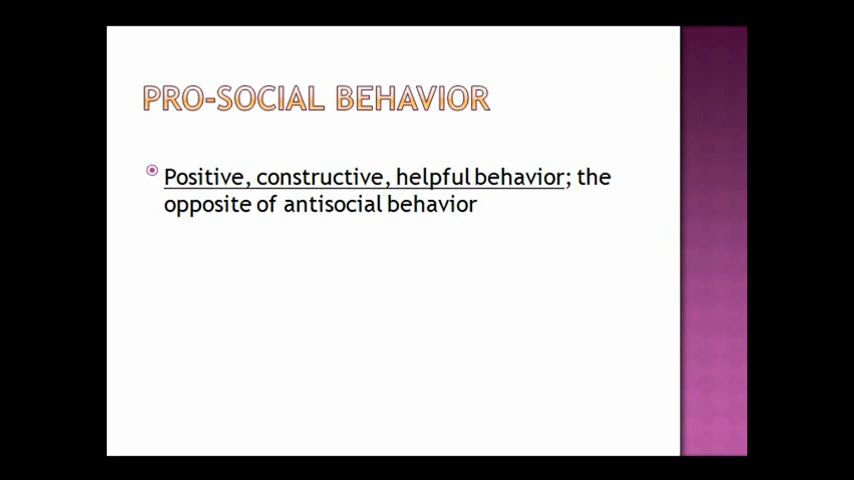 PRO-SOCIAL BEHAVIOR
Positive, constructive, helpful behavior; the
opposite of antisocial behavior